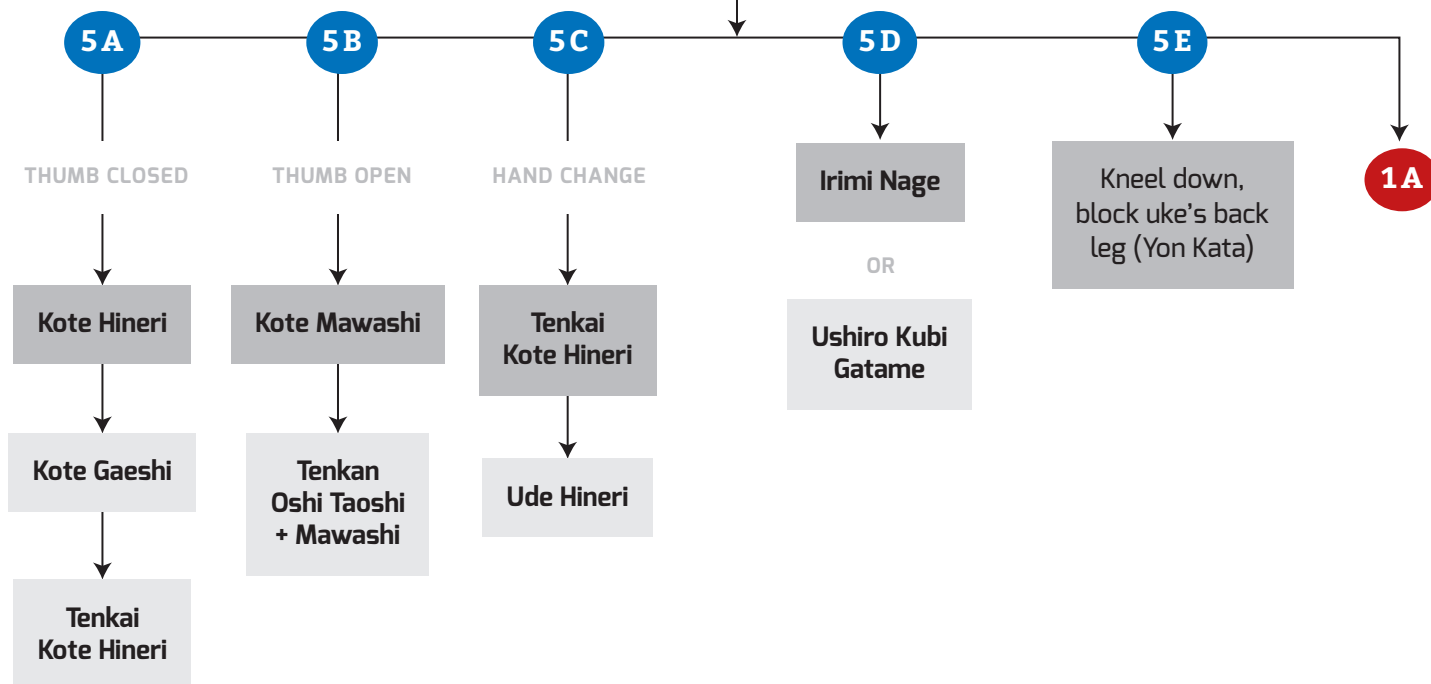 5A
5B
5C
5D
5E
1A
THUMB CLOSED
THUMB OPEN
HAND CHANGE
Irimi Nage
OR
Ushiro Kubi
Gatame
Kneel down,
block uke's back
leg (Yon Kata)
Kote Hineri
Kote Gaeshi
Tenkai
Kote Hineri
Kote Mawashi
Tenkan
Oshi Taoshi
+ Mawashi
Tenkai
Kote Hineri
Ude Hineri